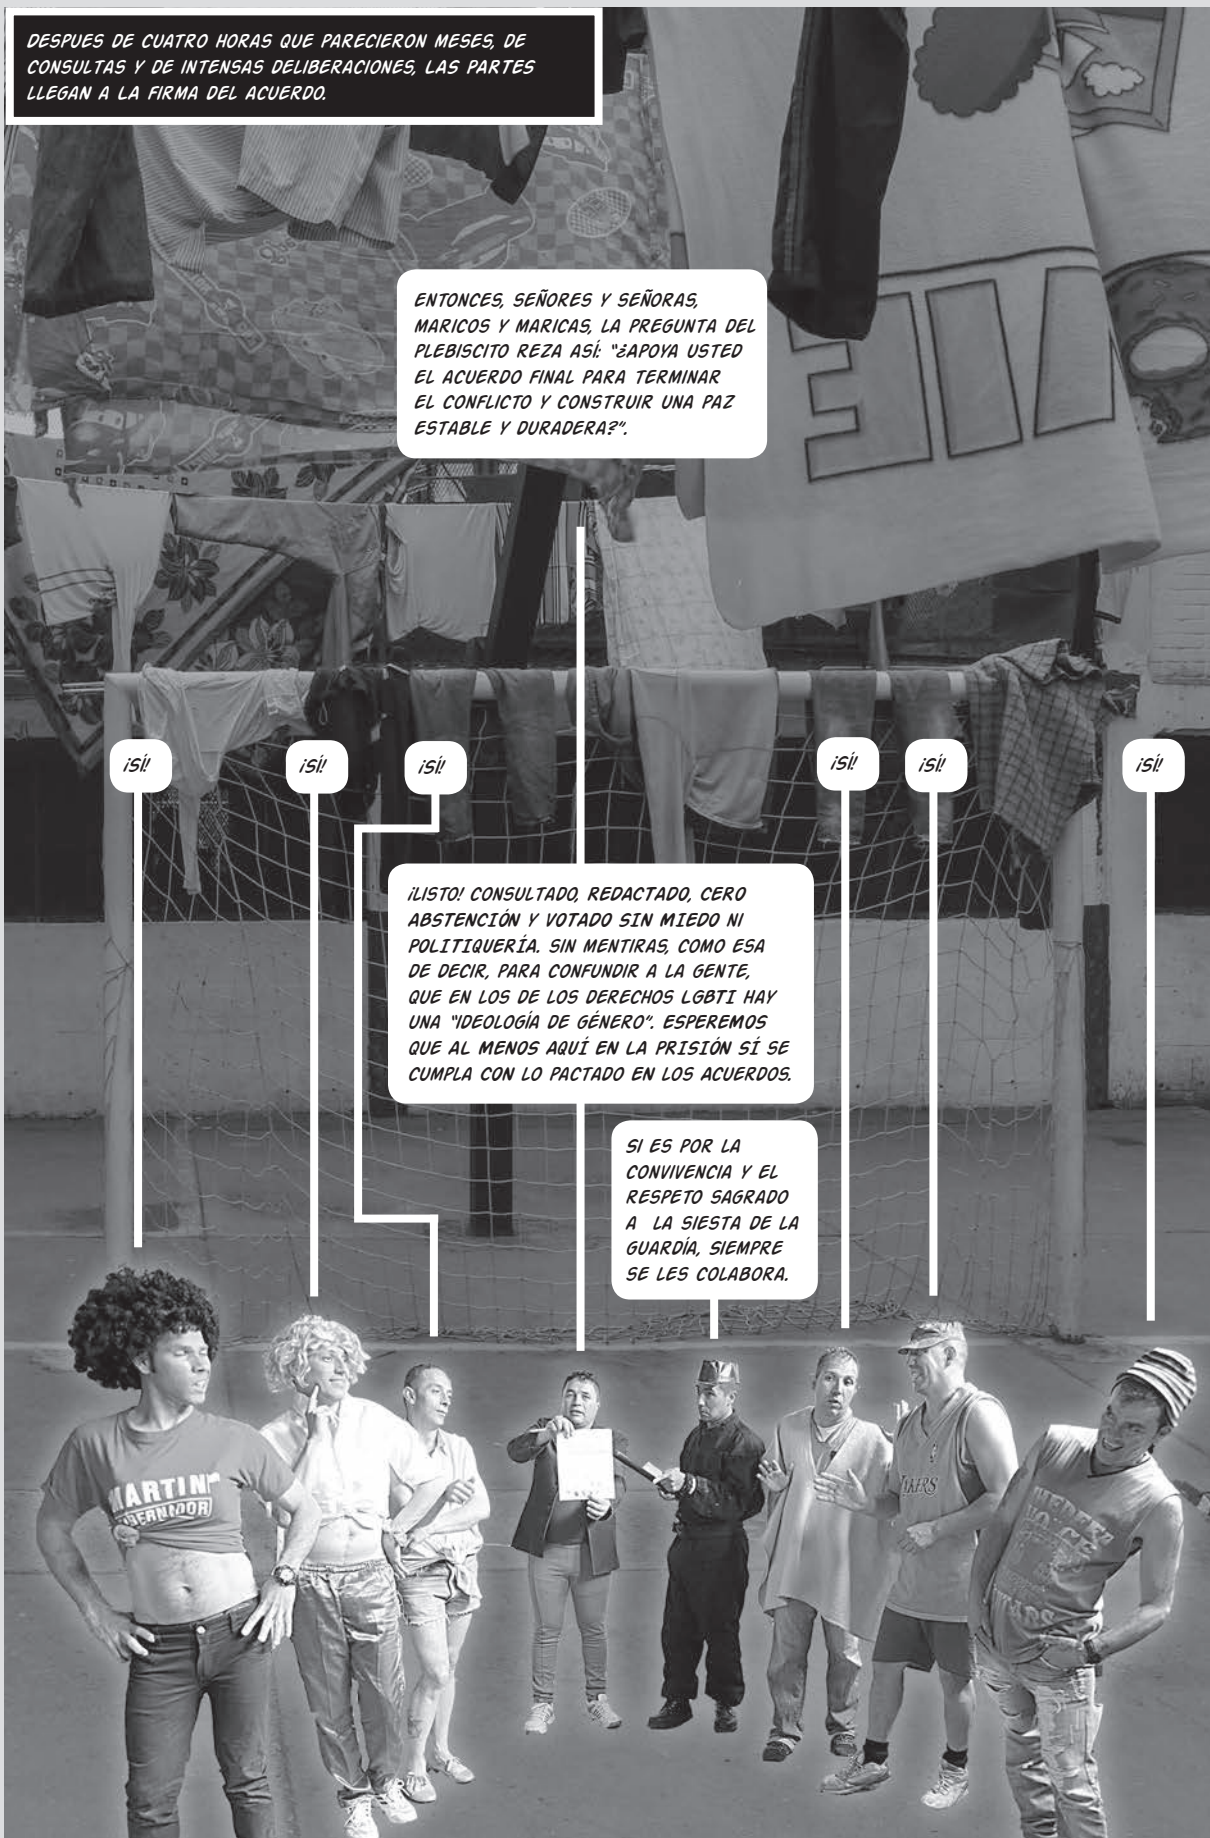 DESPUES DE CUATRO HORAS QUE PARECIERON MESES, DE
CONSULTAS Y DE INTENSAS DELIBERACIONES, LAS PARTES
LLEGAN A LA FIRMA DEL ACUERDO.
ENTONCES, SEÑORES Y SEÑORAS,
MARICOS Y MARICAS, LA PREGUNTA DEL
PLEBISCITO REZA ASÍ: "¿APOYA USTED
EL ACUERDO FINAL PARA TERMINAR
EL CONFLICTO Y CONSTRUIR UNA PAZ
ESTABLE Y DURADERA?".
¡SÍ!
¡SÍ!
¡SÍ!
¡SÍ!
¡SÍ!
¡SÍ!
¡LISTO! CONSULTADO, REDACTADO, CERO
ABSTENCIÓN Y VOTADO SIN MIEDO NI
POLITIQUERÍA. SIN MENTIRAS, COMO ESA
DE DECIR, PARA CONFUNDIR A LA GENTE,
QUE EN LOS DE LOS DERECHOS LGBTI HAY
UNA "IDEOLOGÍA DE GÉNERO". ESPEREMOS
QUE AL MENOS AQUÍ EN LA PRISIÓN SÍ SE
CUMPLA CON LO PACTADO EN LOS ACUERDOS.
SI ES POR LA
CONVIVENCIA Y EL
RESPETO SAGRADO
A LA SIESTA DE LA
GUARDÍA, SIEMPRE
SE LES COLABORA.
MARTIN